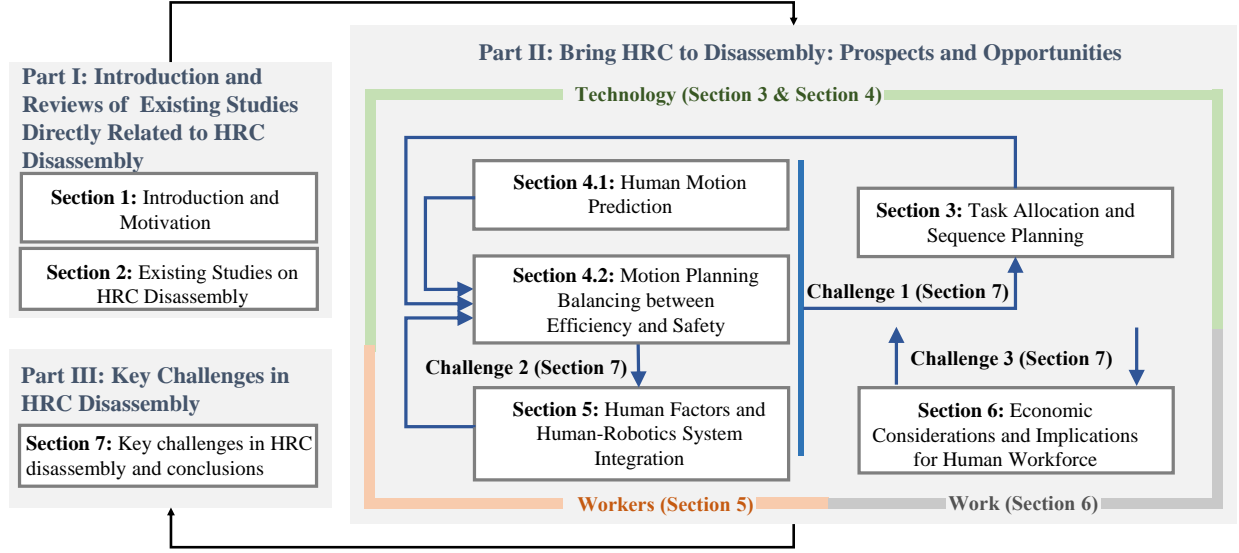 Part I: Introduction and
Reviews of Existing Studies
Directly Related to HRC
Disassembly
Section 1: Introduction and
Motivation
Section 2: Existing Studies on
HRC Disassembly
Part III: Key Challenges in
HRC Disassembly
Section 7: Key challenges in HRC
disassembly and conclusions
Part II: Bring HRC to Disassembly: Prospects and Opportunities
Technology (Section 3 & Section 4)
Section 4.1: Human Motion
Prediction
Section 4.2: Motion Planning
Balancing between
Efficiency and Safety
Challenge 2 (Section 7)
Section 5: Human Factors and
Human-Robotics System
Integration
Section 3: Task Allocation and
Sequence Planning
Challenge 1 (Section 7)
Challenge 3 (Section 7)
Section 6: Economic
Considerations and Implications
for Human Workforce
Workers (Section 5)
Work (Section 6)